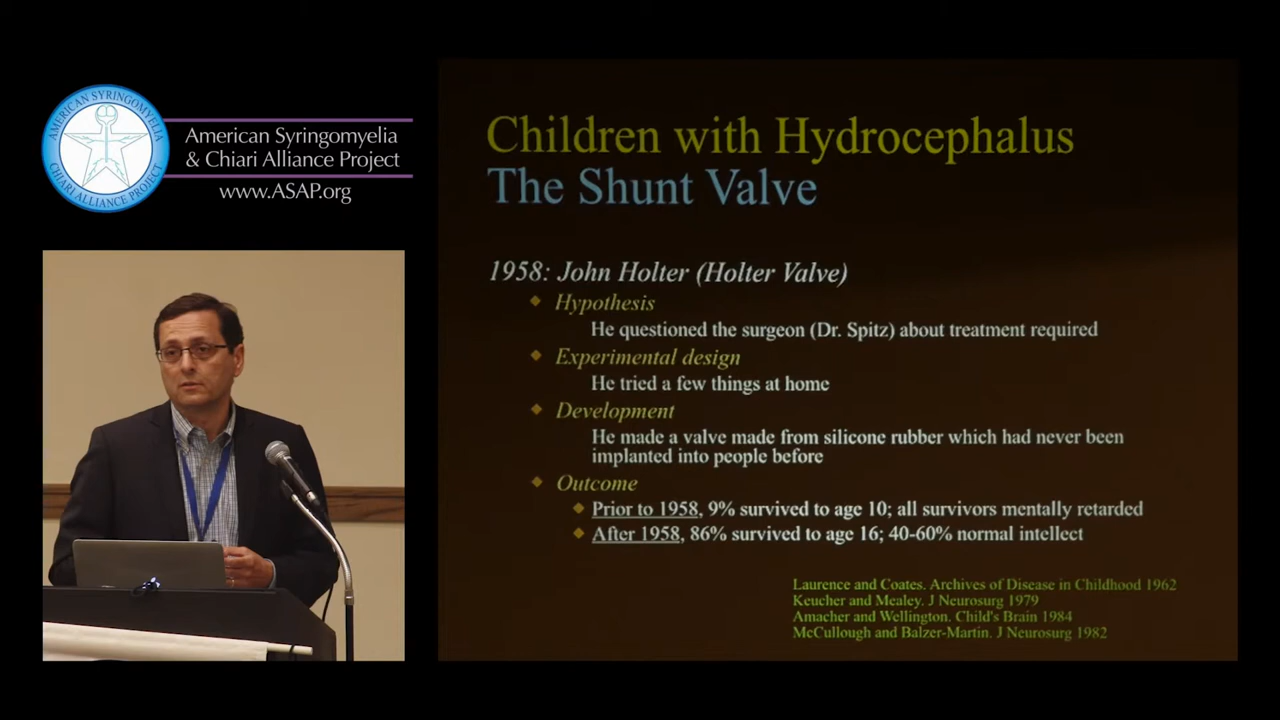 AMERICAN SYRINGOMYELIA
CHIARI ALLIANCE PROJECT
American Syringomyelia
& Chiari Alliance Project
www.ASAP.org
Children with Hydrocephalus
The Shunt Valve
1958: John Holter (Holter Valve)
Hypothesis
He questioned the surgeon (Dr. Spitz) about treatment required
Experimental design
He tried a few things at home
Development
He made a valve made from silicone rubber which had never been
implanted into people before
Outcome
Prior to 1958, 9% survived to age 10; all survivors mentally retarded
After 1958, 86% survived to age 16; 40-60% normal intellect
Laurence and Coates. Archives of Disease in Childhood 1962
Keucher and Mealey. J Neurosurg 1979
Amacher and Wellington. Child's Brain 1984
McCullough and Balzer-Martin. J Neurosurg 1982